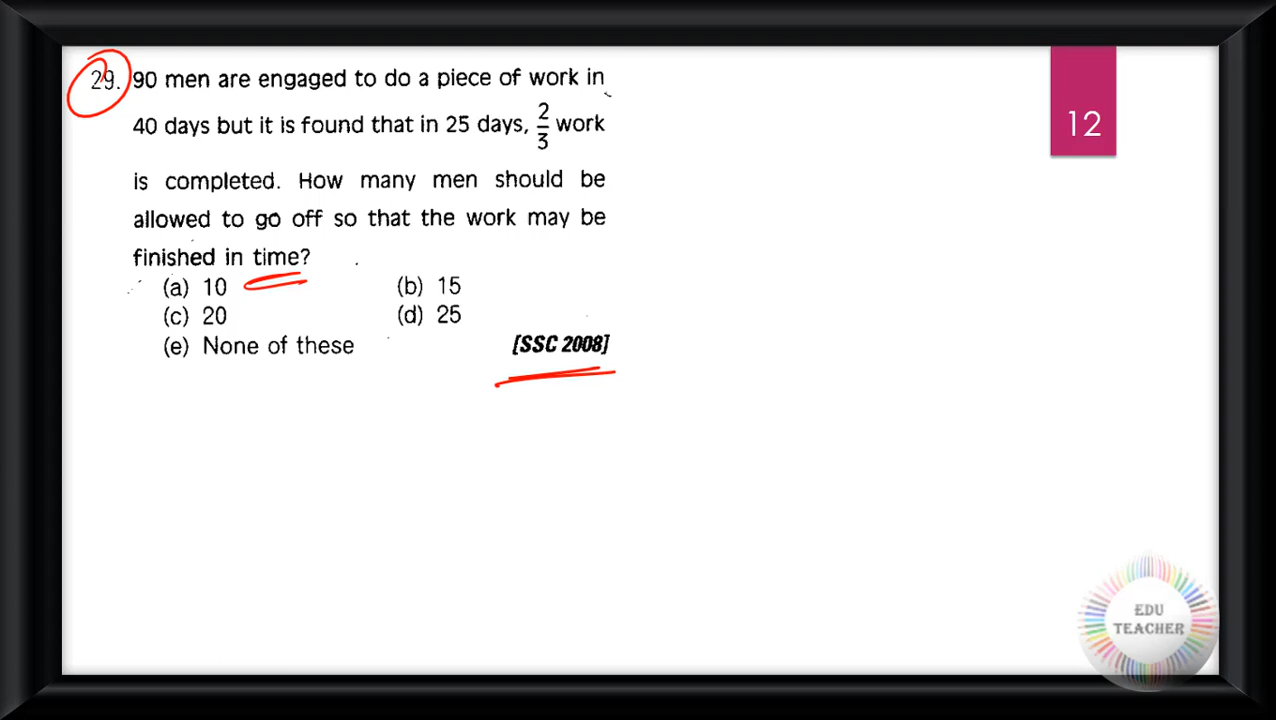 29. 90 men are engaged to do a piece of work in
40 days but it is found that in 25 days, 2/3 work
is completed. How many men should be
allowed to go off so that the work may be
finished in time?
(a) 10 (b) 15
(c) 20 (d) 25
(e) None of these [SSC 2008]
12
EDU
TEACHER